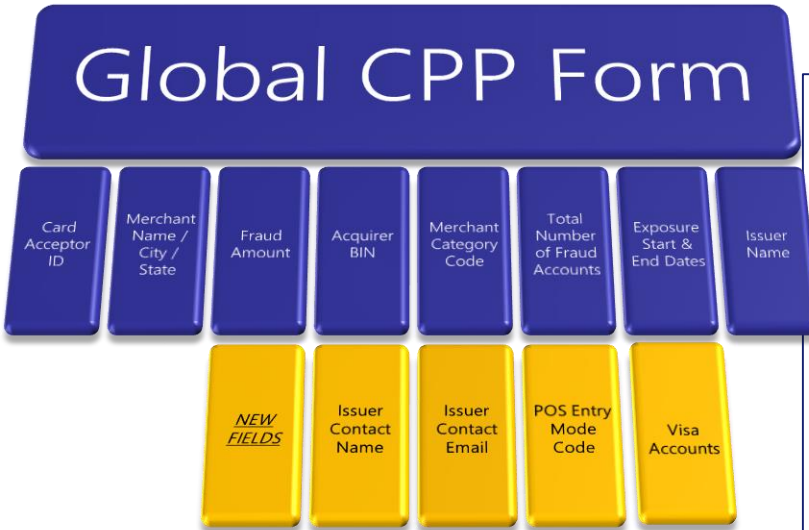 Global CPP Form
Card
Acceptor
ID
Merchant
Name /
City /
State
Fraud
Amount
Acquirer
BIN
Merchant
Category
Code
Total
Number
of Fraud
Accounts
Exposure
Start &
End Dates
Issuer
Name
NEW
FIELDS
Issuer
Contact
Name
Issuer
Contact
Email
POS Entry
Mode
Code
Visa
Accounts